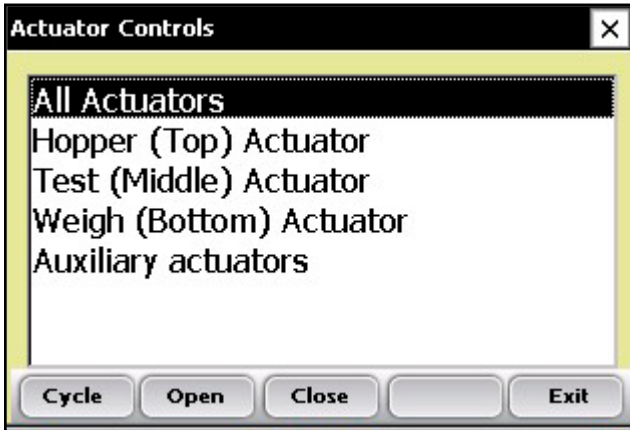 Actuator Controls
All Actuators
Hopper (Top) Actuator
Test (Middle) Actuator
Weigh (Bottom) Actuator
Auxiliary actuators
Cycle Open Close Exit